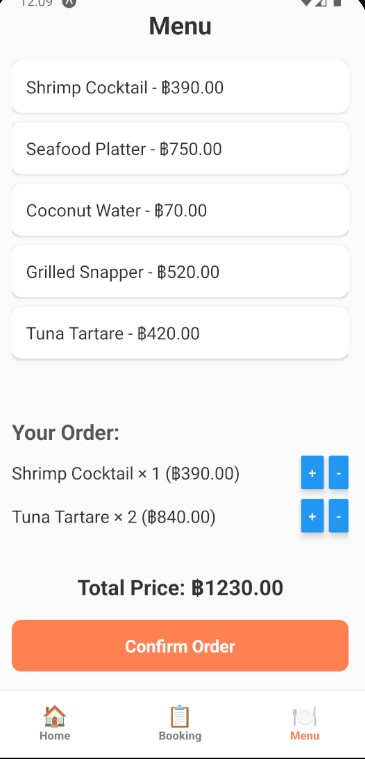 12:09
Menu
Shrimp Cocktail - ฿390.00
Seafood Platter - ฿750.00
Coconut Water - ฿70.00
Grilled Snapper - ฿520.00
Tuna Tartare - ฿420.00
Your Order:
Shrimp Cocktail × 1 (฿390.00) + -
Tuna Tartare × 2 (฿840.00) + -
Total Price: ฿1230.00
Confirm Order
Home Booking Menu